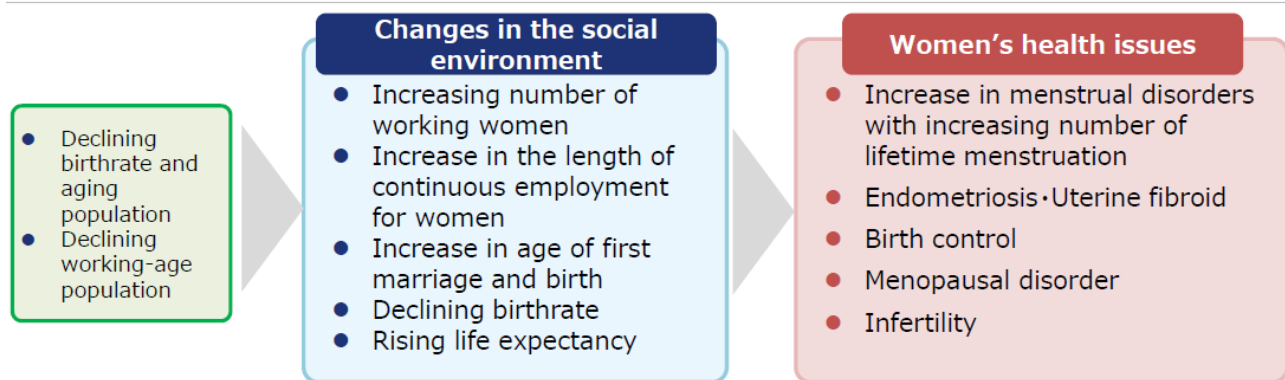 Declining
birthrate and
aging
population
Declining
working-age
population
Changes in the social
environment
Increasing number of
working women
Increase in the length of
continuous employment
for women
Increase in age of first
marriage and birth
Declining birthrate
Rising life expectancy
Women's health issues
Increase in menstrual disorders
with increasing number of
lifetime menstruation
Endometriosis・Uterine fibroid
Birth control
Menopausal disorder
Infertility